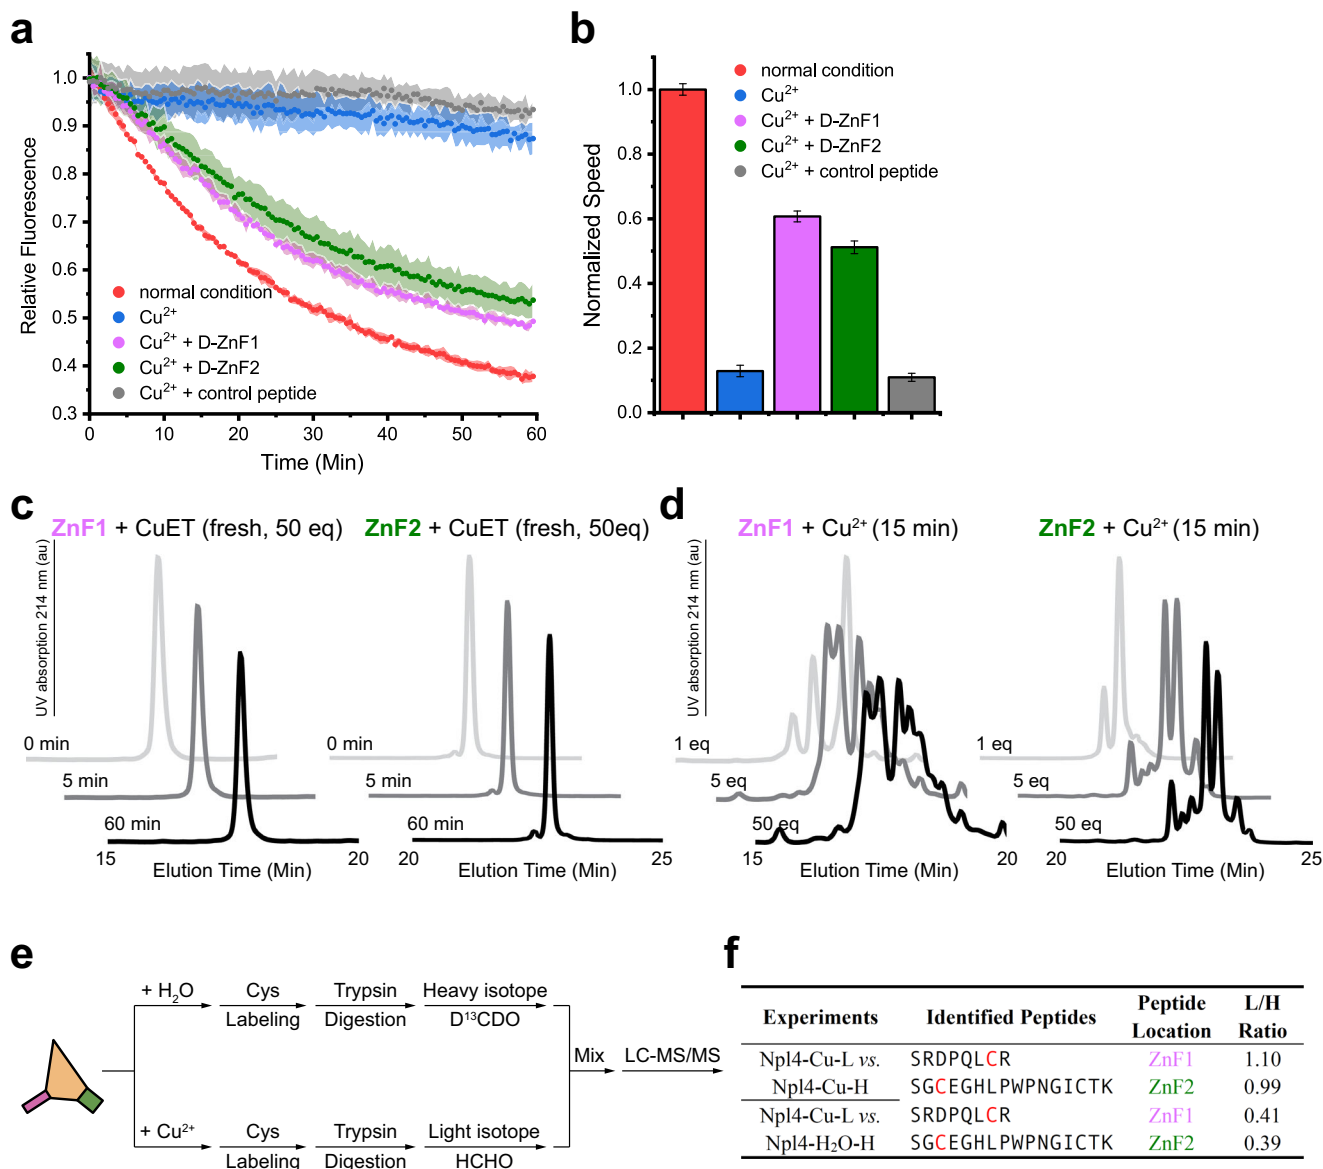 a
1.0
0.9
0.8
0.7
0.6
0.5
0.4
0.3
0 10 20 30 40 50 60
Relative Fluorescence
Time (Min)
normal condition
Cu²⁺
Cu²⁺ + D-ZnF1
Cu²⁺ + D-ZnF2
Cu²⁺ + control peptide
b
1.0
0.8
0.6
0.4
0.2
0.0
Normalized Speed
normal condition
Cu²⁺
Cu²⁺ + D-ZnF1
Cu²⁺ + D-ZnF2
Cu²⁺ + control peptide
c
ZnF1 + CuET (fresh, 50 eq)
UV absorption 214 nm (au)
0 min
5 min
60 min
15 20
Elution Time (Min)
ZnF2 + CuET (fresh, 50eq)
0 min
5 min
60 min
20 25
Elution Time (Min)
d
ZnF1 + Cu²⁺ (15 min)
UV absorption 214 nm (au)
1 eq
5 eq
50 eq
15 20
Elution Time (Min)
ZnF2 + Cu²⁺ (15 min)
1 eq
5 eq
50 eq
20 25
Elution Time (Min)
e
+ H₂O Cys Trypsin Heavy isotope
Labeling Digestion D¹³CDO
Mix LC-MS/MS
+ Cu²⁺ Cys Trypsin Light isotope
Labeling Digestion HCHO
f
Experiments Identified Peptides Peptide Location L/H Ratio
Npl4-Cu-L vs. SRDPQLCR ZnF1 1.10
Npl4-Cu-H SGCEGHLPWPNGICTK ZnF2 0.99
Npl4-Cu-L vs. SRDPQLCR ZnF1 0.41
Npl4-H₂O-H SGCEGHLPWPNGICTK ZnF2 0.39